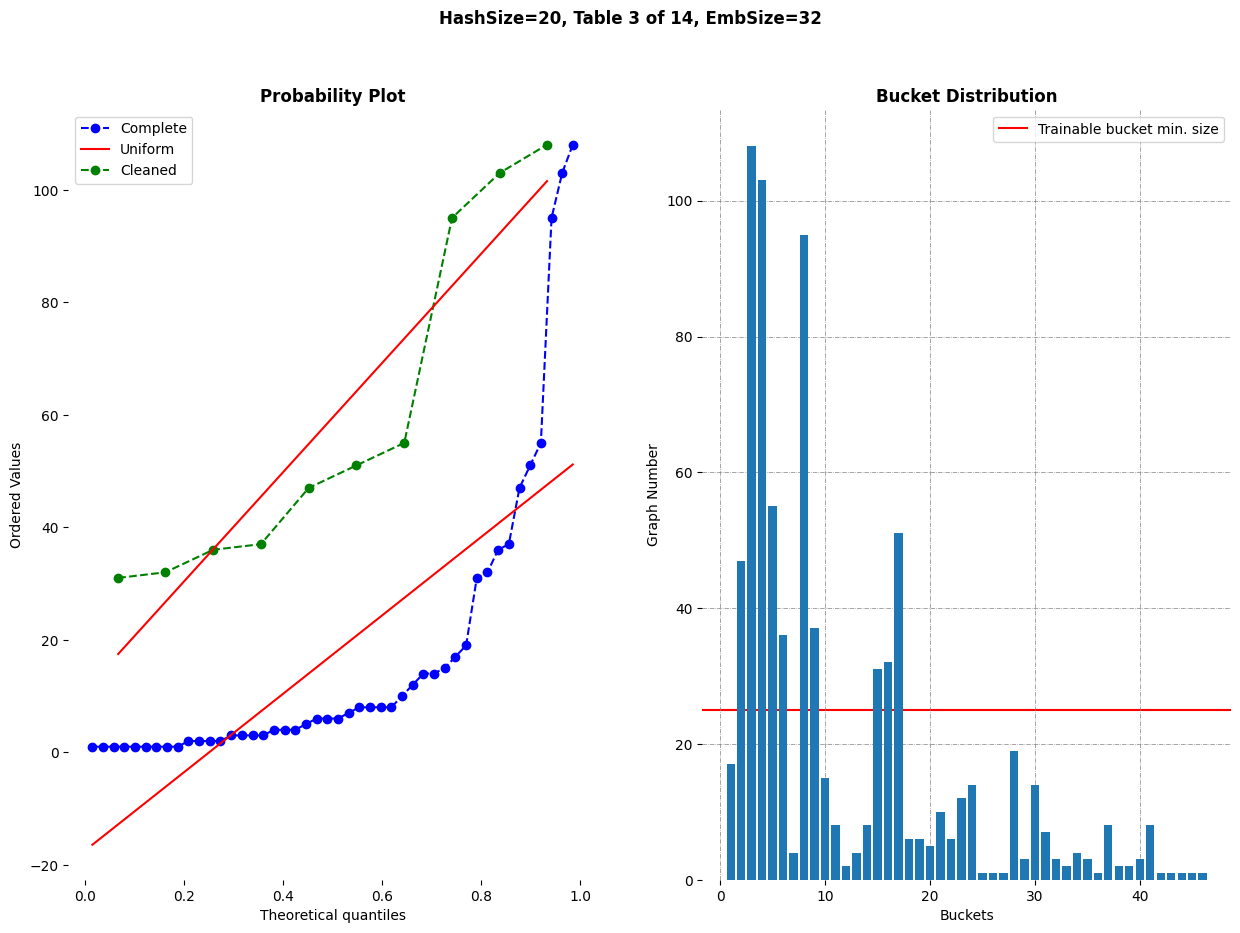 HashSize=20, Table 3 of 14, EmbSize=32
Probability Plot
Complete
Uniform
Cleaned
Ordered Values
100
80
60
40
20
0
−20
0.0 0.2 0.4 0.6 0.8 1.0
Theoretical quantiles
Bucket Distribution
Trainable bucket min. size
Graph Number
100
80
60
40
20
0
0 10 20 30 40
Buckets